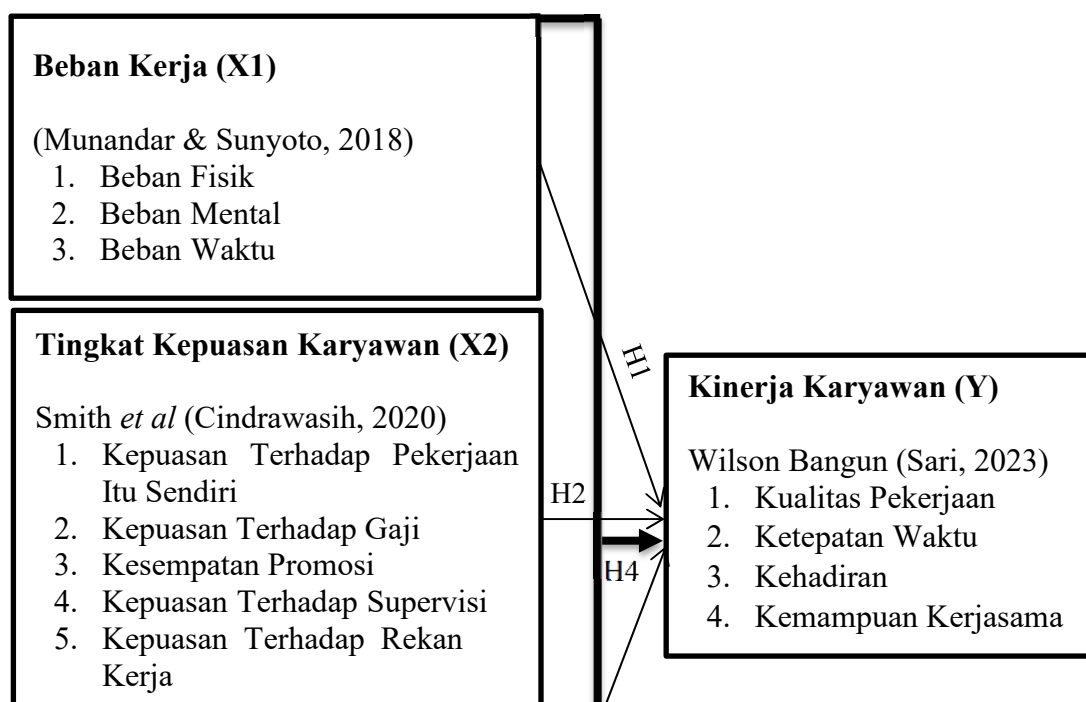 Beban Kerja (X1)
(Munandar & Sunyoto, 2018)
1. Beban Fisik
2. Beban Mental
3. Beban Waktu
Tingkat Kepuasan Karyawan (X2)
Smith et al (Cindrawasih, 2020)
1. Kepuasan Terhadap Pekerjaan
Itu Sendiri
2. Kepuasan Terhadap Gaji
3. Kesempatan Promosi
4. Kepuasan Terhadap Supervisi
5. Kepuasan Terhadap Rekan
Kerja
H1
H2
H4
Kinerja Karyawan (Y)
Wilson Bangun (Sari, 2023)
1. Kualitas Pekerjaan
2. Ketepatan Waktu
3. Kehadiran
4. Kemampuan Kerjasama